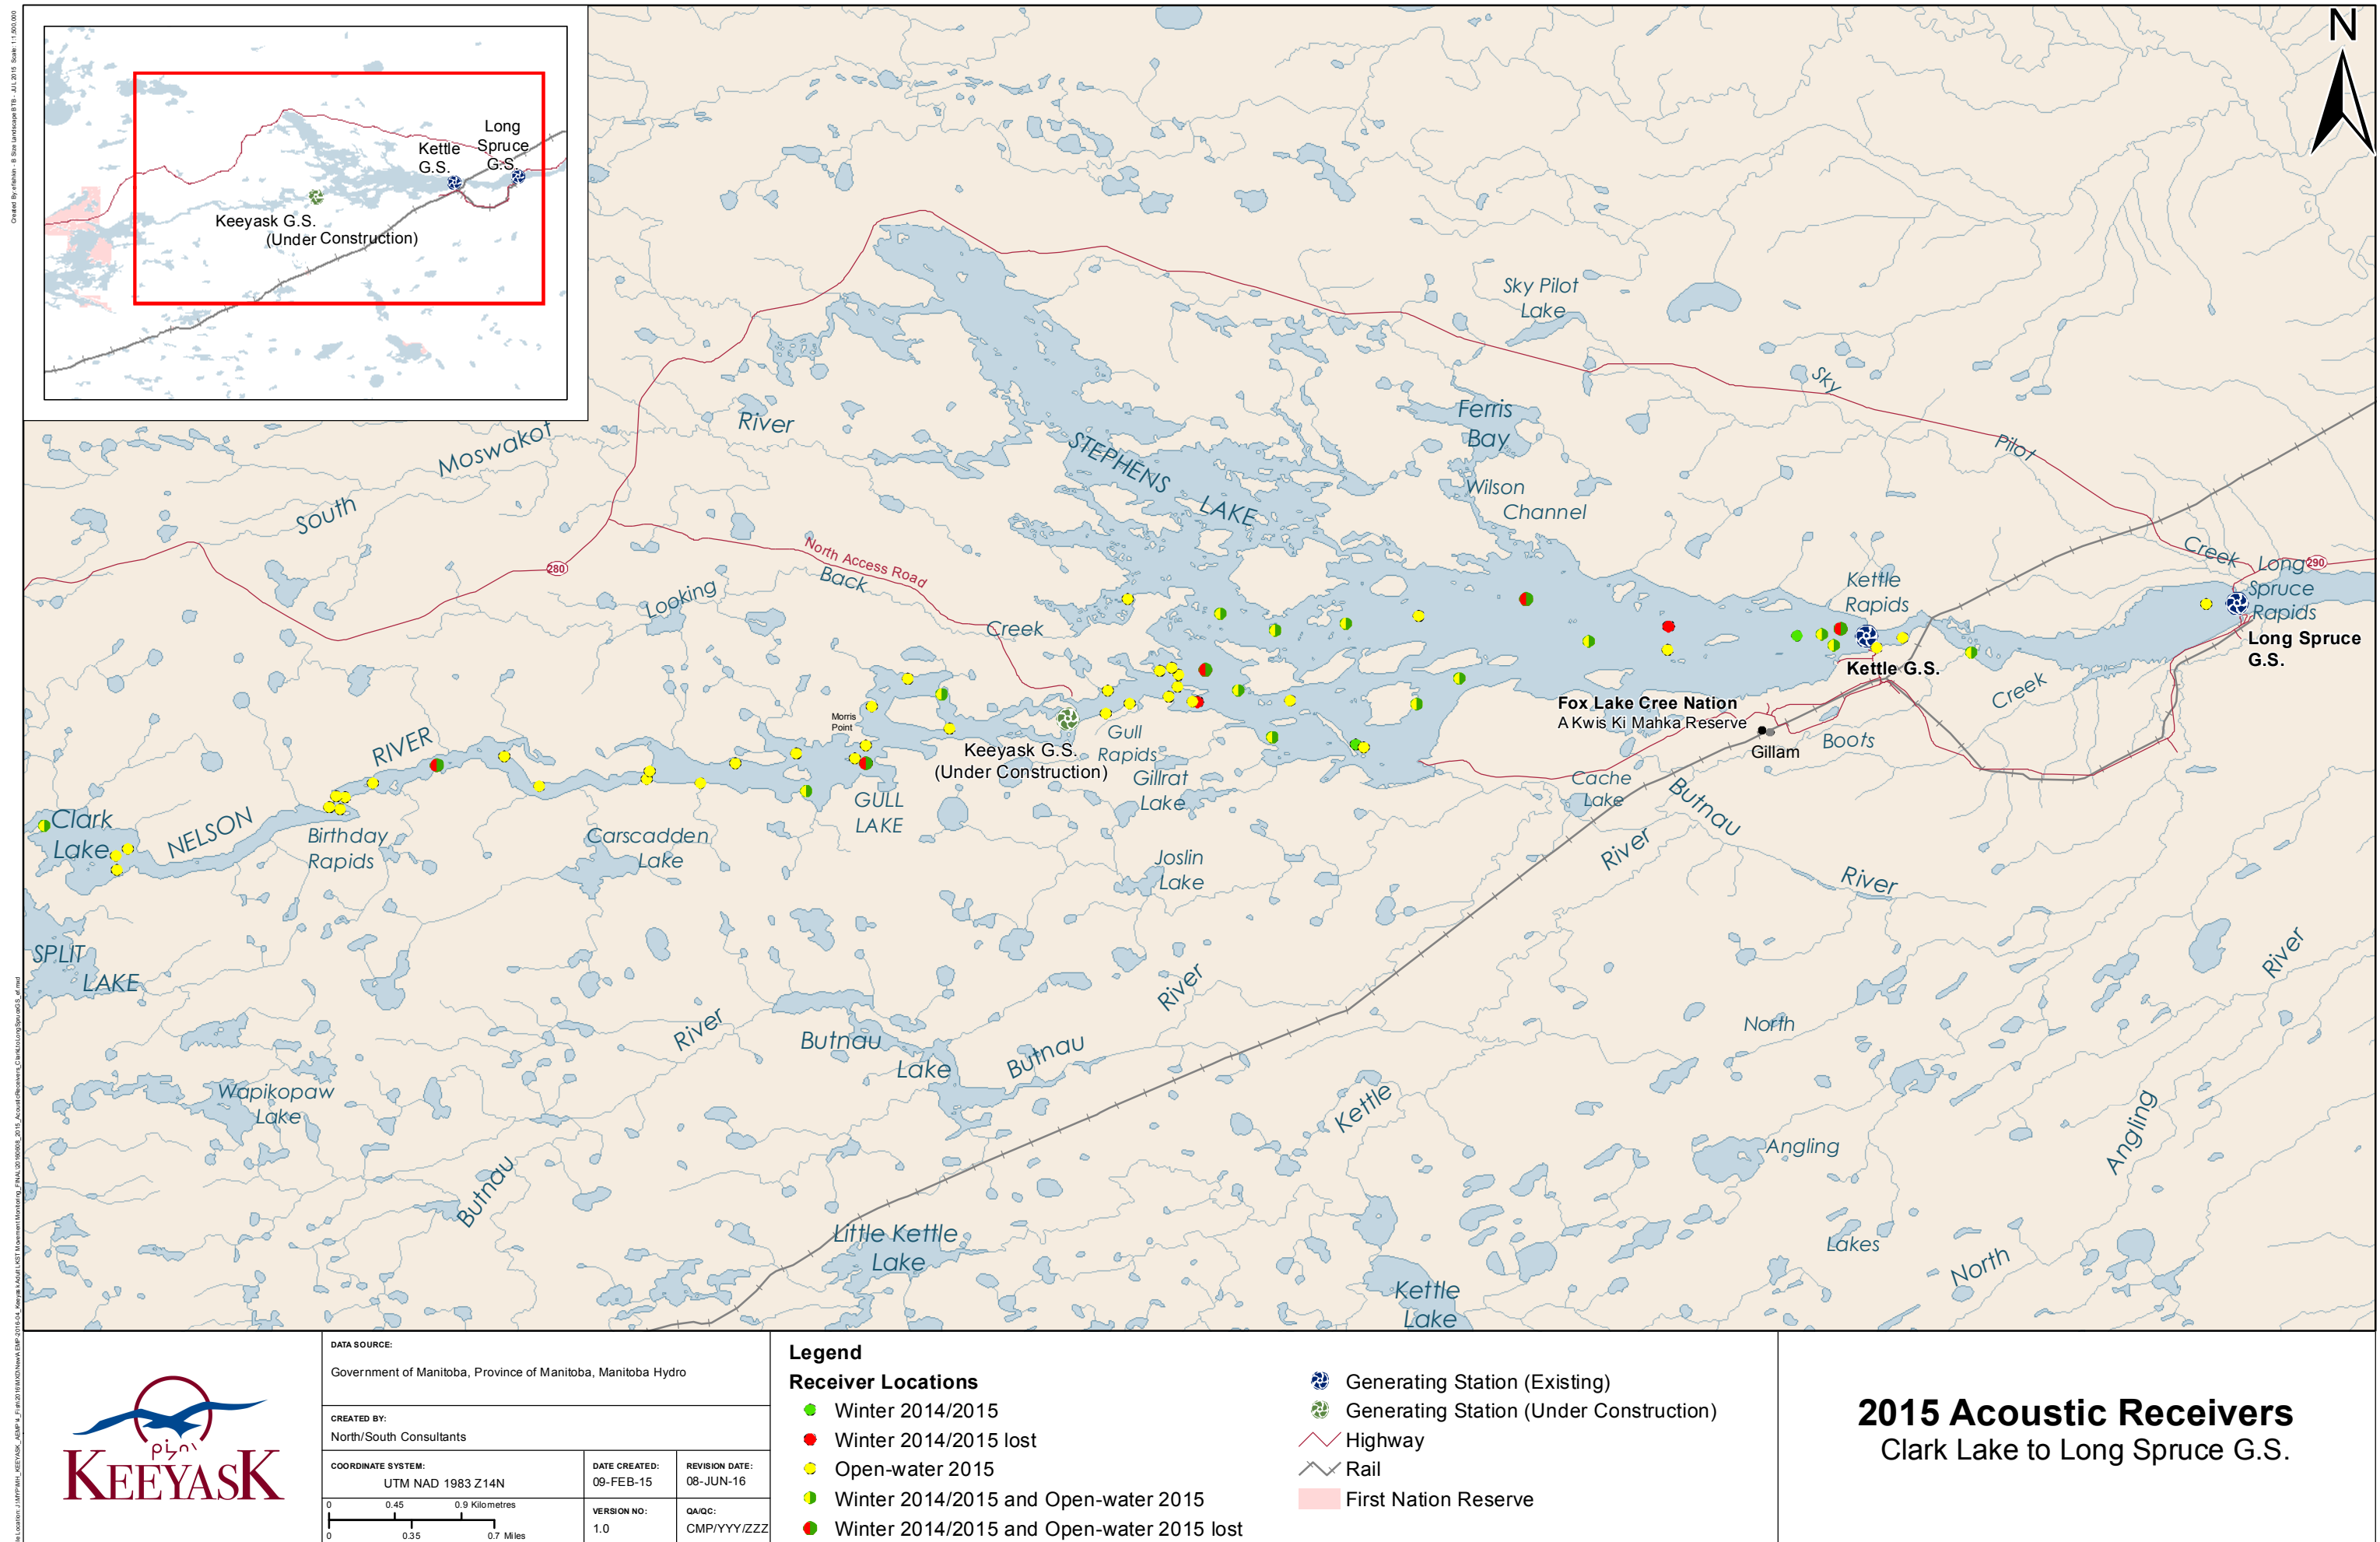 N
Long
Spruce
G.S.
Kettle
G.S.
Keeyask G.S.
(Under Construction)
Sky Pilot
Lake
Sky
Pilot
Creek
River
Moswakot
South
Ferris
Bay
STEPHENS
LAKE
Wilson
Channel
280
North Access Road
Looking
Back
Creek
Kettle
Rapids
Long
Spruce
Rapids
290
Long Spruce
G.S.
Kettle G.S.
Fox Lake Cree Nation
A Kwis Ki Mahka Reserve
Gillam
Boots
Creek
Morris
Point
Keeyask G.S.
(Under Construction)
Gull
Rapids
Gillrat
Lake
GULL
LAKE
RIVER
NELSON
Clark
Lake
Birthday
Rapids
Carscadden
Lake
Cache
Lake
Butnau
River
River
Joslin
Lake
SPLIT
LAKE
River
Butnau
Lake
Butnau
River
North
River
Wapikopaw
Lake
Kettle
Angling
Angling
Butnau
Little Kettle
Lake
Lakes
North
Kettle
Lake
KEEYASK
DATA SOURCE:
Government of Manitoba, Province of Manitoba, Manitoba Hydro
CREATED BY:
North/South Consultants
COORDINATE SYSTEM:
UTM NAD 1983 Z14N
DATE CREATED:
09-FEB-15
REVISION DATE:
08-JUN-16
VERSION NO:
1.0
QA/QC:
CMP/YYY/ZZZ
0 0.45 0.9 Kilometres
0 0.35 0.7 Miles
Legend
Receiver Locations
Winter 2014/2015
Winter 2014/2015 lost
Open-water 2015
Winter 2014/2015 and Open-water 2015
Winter 2014/2015 and Open-water 2015 lost
Generating Station (Existing)
Generating Station (Under Construction)
Highway
Rail
First Nation Reserve
2015 Acoustic Receivers
Clark Lake to Long Spruce G.S.